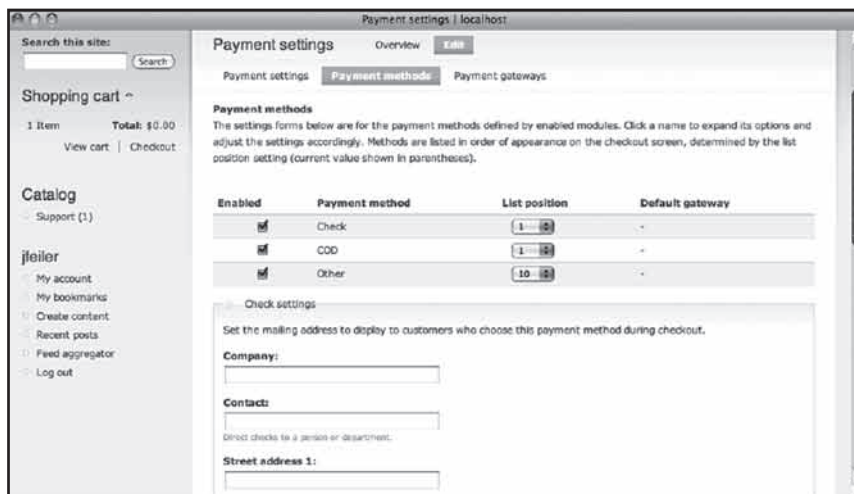 Payment settings | localhost
Search this site:
Search
Shopping cart
1 Item Total: $0.00
View cart | Checkout
Catalog
Support (1)
jfeiler
My account
My bookmarks
Create content
Recent posts
Feed aggregator
Log out
Payment settings Overview Edit
Payment settings Payment methods Payment gateways
Payment methods
The settings forms below are for the payment methods defined by enabled modules. Click a name to expand its options and
adjust the settings accordingly. Methods are listed in order of appearance on the checkout screen, determined by the list
position setting (current value shown in parentheses).
Enabled Payment method List position Default gateway
Check 1 -
COD 1 -
Other 10 -
Check settings
Set the mailing address to display to customers who choose this payment method during checkout.
Company:
Contact:
Direct checks to a person or department.
Street address 1: